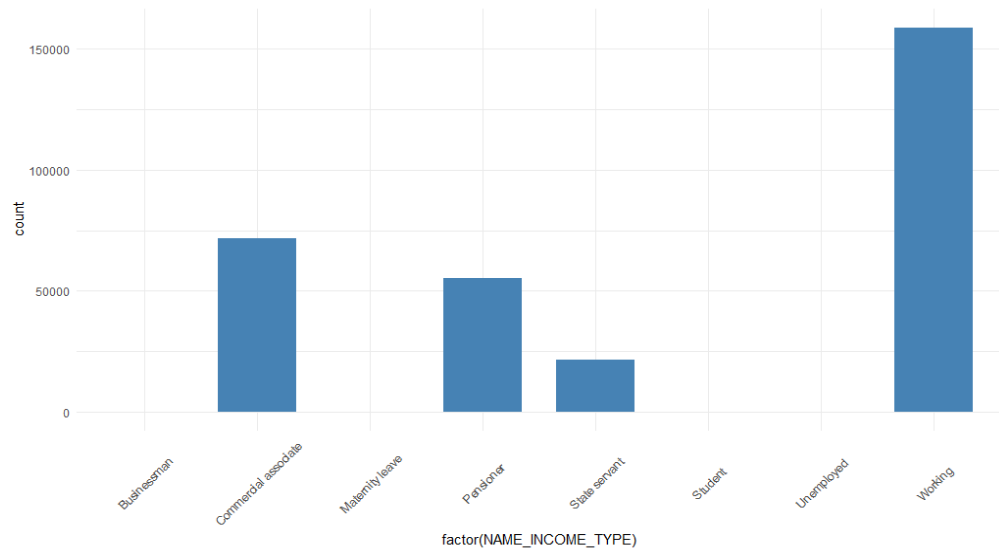 150000
100000
50000
0
count
Businessman
Commercial associate
Maternity leave
Pensioner
State servant
Student
Unemployed
Working
factor(NAME_INCOME_TYPE)